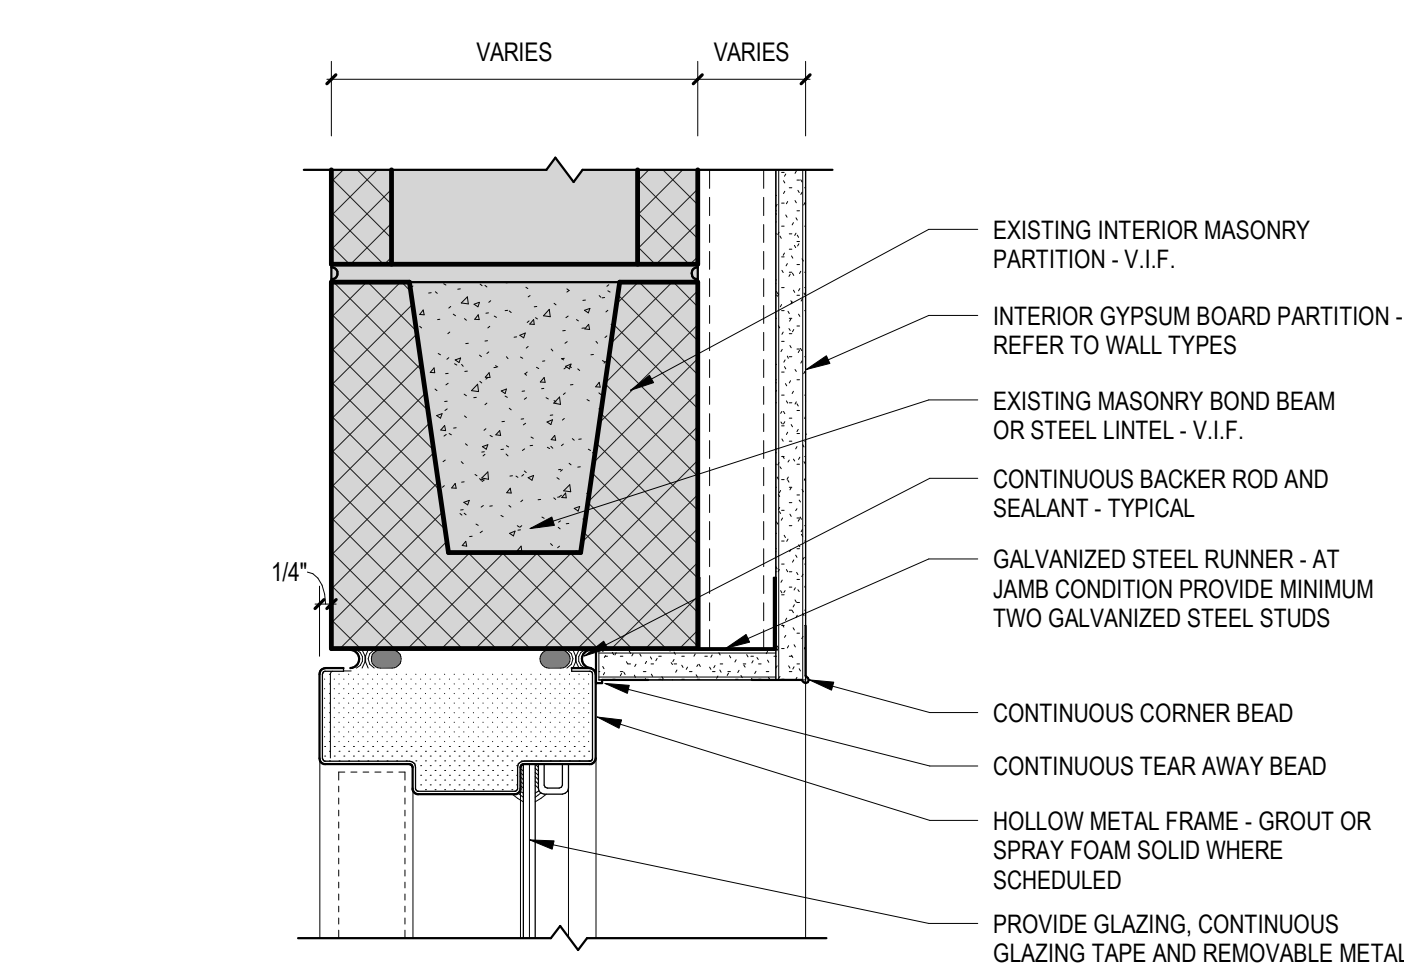 VARIES
VARIES
EXISTING INTERIOR MASONRY
PARTITION - V.I.F.
INTERIOR GYPSUM BOARD PARTITION -
REFER TO WALL TYPES
EXISTING MASONRY BOND BEAM
OR STEEL LINTEL - V.I.F.
CONTINUOUS BACKER ROD AND
SEALANT - TYPICAL
GALVANIZED STEEL RUNNER - AT
JAMB CONDITION PROVIDE MINIMUM
TWO GALVANIZED STEEL STUDS
1/4"
CONTINUOUS CORNER BEAD
CONTINUOUS TEAR AWAY BEAD
HOLLOW METAL FRAME - GROUT OR
SPRAY FOAM SOLID WHERE
SCHEDULED
PROVIDE GLAZING, CONTINUOUS
GLAZING TAPE AND REMOVABLE METAL